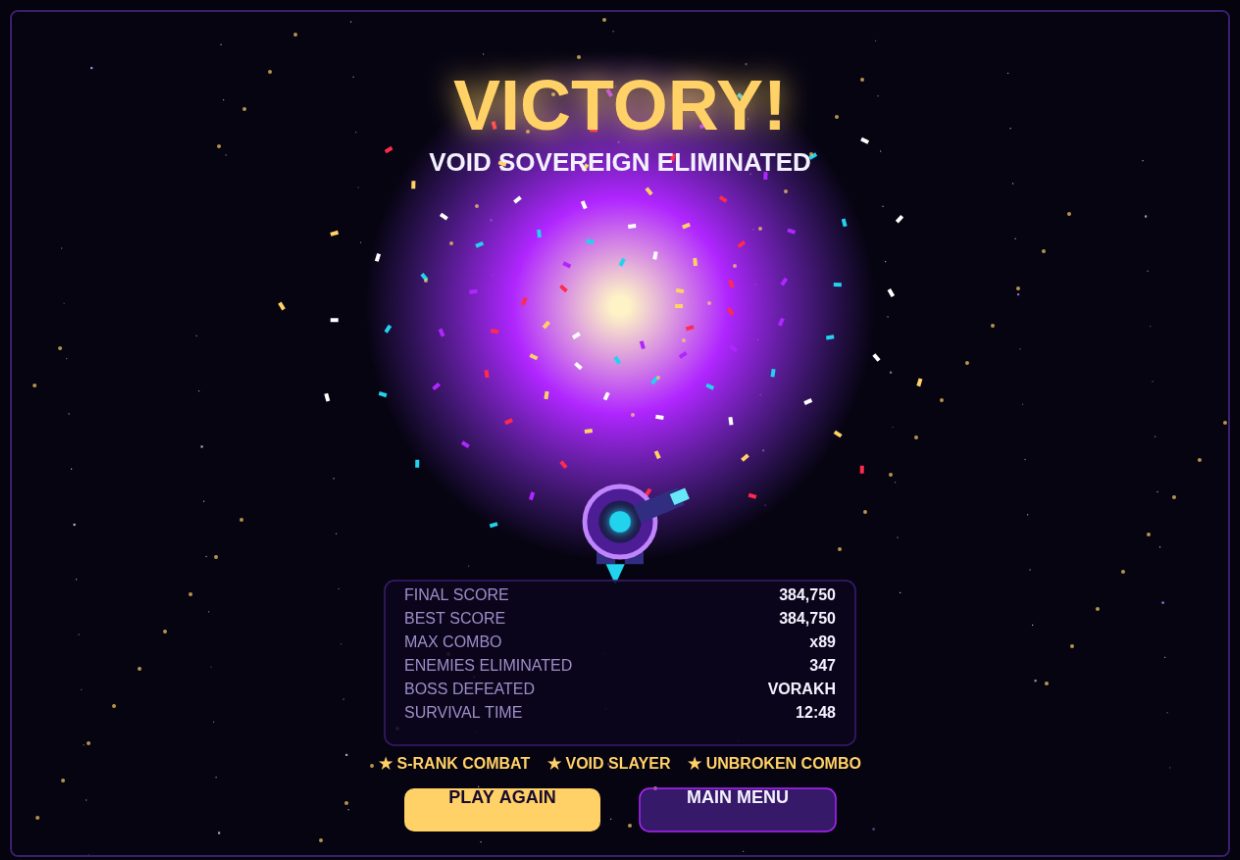 VICTORY!
VOID SOVEREIGN ELIMINATED
FINAL SCORE 384,750
BEST SCORE 384,750
MAX COMBO x89
ENEMIES ELIMINATED 347
BOSS DEFEATED VORAKH
SURVIVAL TIME 12:48
★ S-RANK COMBAT ★ VOID SLAYER ★ UNBROKEN COMBO
PLAY AGAIN MAIN MENU